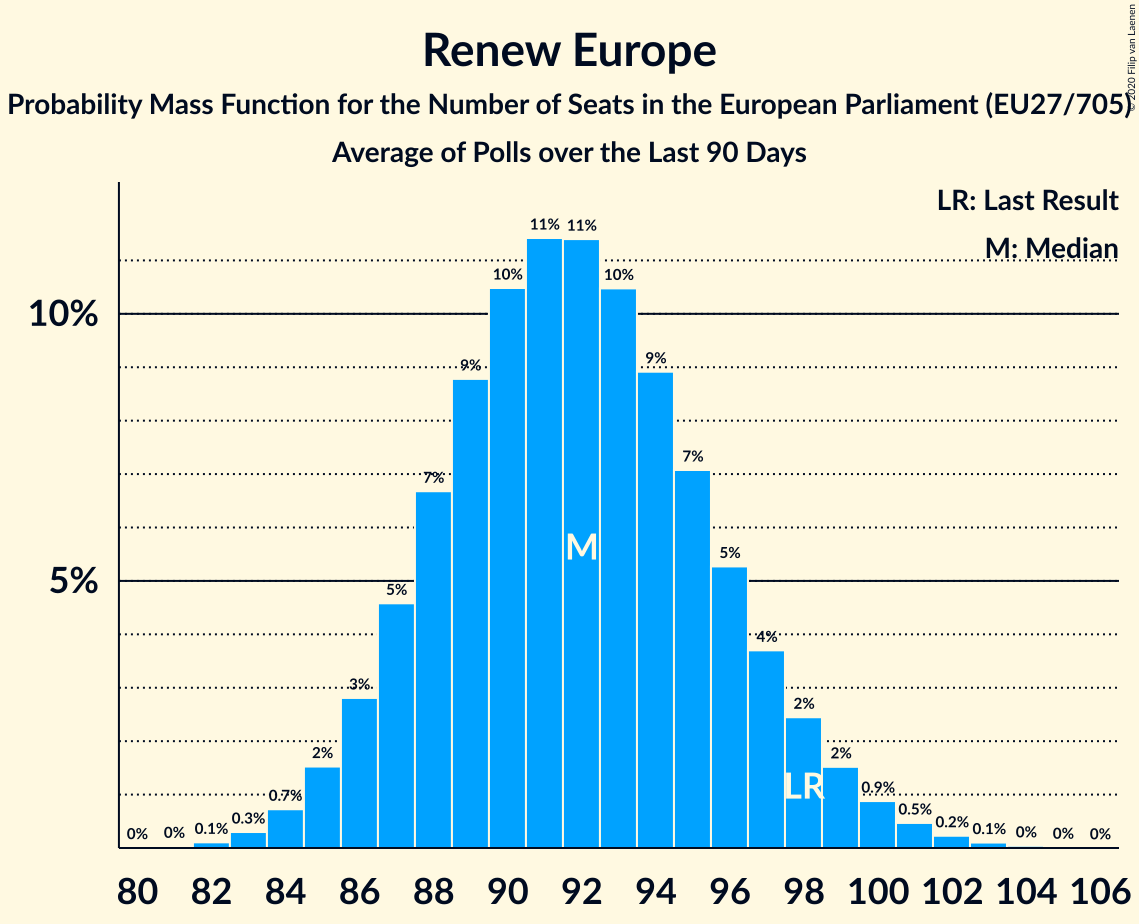 Renew Europe
Probability Mass Function for the Number of Seats in the European Parliament (EU27/705)
Average of Polls over the Last 90 Days
© 2020 Filip van Laenen
LR: Last Result
M: Median
10%
5%
0% 0% 0.1% 0.3% 0.7% 2% 3% 5% 7% 9% 10% 11% 11% 10% 9% 7% 5% 4% 2% 2% 0.9% 0.5% 0.2% 0.1% 0% 0% 0%
M
LR
80 82 84 86 88 90 92 94 96 98 100 102 104 106